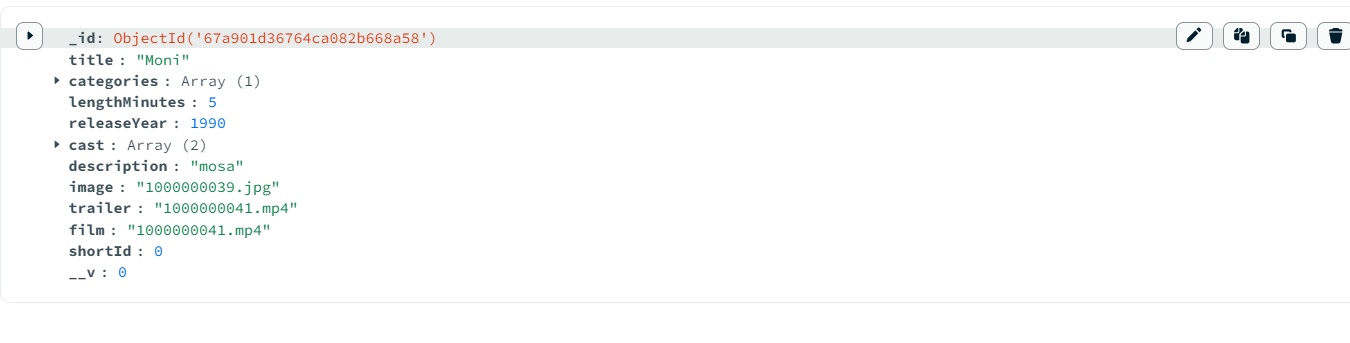 _id: ObjectId('67a901d36764ca082b668a58')
title : "Moni"
categories : Array (1)
lengthMinutes : 5
releaseYear : 1990
cast : Array (2)
description : "mosa"
image : "1000000039.jpg"
trailer : "1000000041.mp4"
film : "1000000041.mp4"
shortId : 0
__v : 0